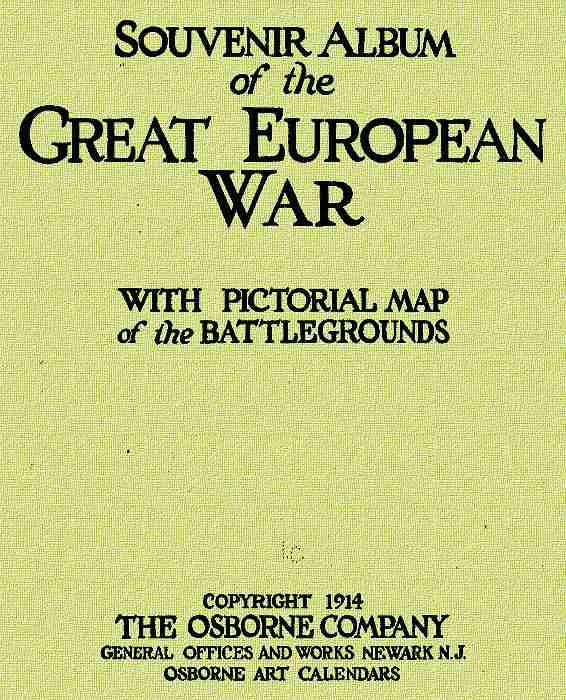 SOUVENIR ALBUM
of the
GREAT EUROPEAN
WAR
WITH PICTORIAL MAP
of the BATTLEGROUNDS
COPYRIGHT 1914
THE OSBORNE COMPANY
GENERAL OFFICES AND WORKS NEWARK N.J.
OSBORNE ART CALENDARS